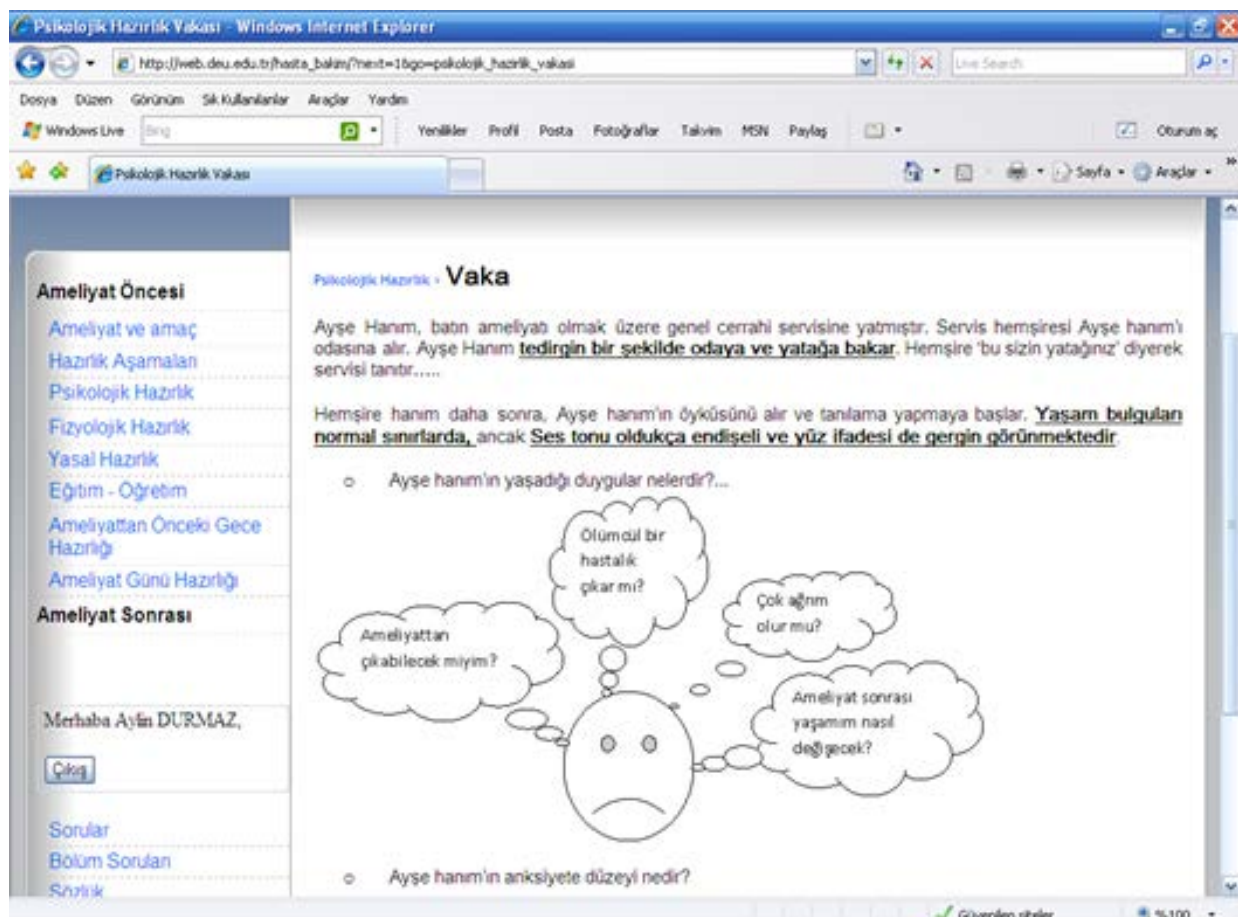 Psikolojik Hazırlık Vakası - Windows Internet Explorer
http://web.deu.edu.tr/hasta_bakim/?next=1&go=psikolojik_hazirlik_vakasi
Live Search
Dosya Düzen Görünüm Sık Kullanılanlar Araçlar Yardım
Windows Live Bing Yenilikler Profil Posta Fotoğraflar Takvim MSN Paylaş Oturum aç
Psikolojik Hazırlık Vakası Sayfa Araçlar
Ameliyat Öncesi
Ameliyat ve amaç
Hazırlık Aşamaları
Psikolojik Hazırlık
Fizyolojik Hazırlık
Yasal Hazırlık
Eğitim - Öğretim
Ameliyattan Önceki Gece
Hazırlığı
Ameliyat Günü Hazırlığı
Ameliyat Sonrası
Merhaba Aylin DURMAZ,
Çıkış
Sorular
Bölüm Soruları
Sözlük
Psikolojik Hazırlık » Vaka
Ayşe Hanım, batın ameliyatı olmak üzere genel cerrahi servisine yatmıştır. Servis hemşiresi Ayşe hanım'ı
odasına alır. Ayşe Hanım tedirgin bir şekilde odaya ve yatağa bakar. Hemşire 'bu sizin yatağınız' diyerek
servisi tanıtır.....
Hemşire hanım daha sonra, Ayşe hanım'ın öyküsünü alır ve tanılama yapmaya başlar. Yaşam bulguları
normal sınırlarda, ancak Ses tonu oldukça endişeli ve yüz ifadesi de gergin görünmektedir
o Ayşe hanım'ın yaşadığı duygular nelerdir?...
Ölümcül bir
hastalık
çıkar mı?
Çok ağrım
olur mu?
Ameliyattan
çıkabilecek miyim?
Ameliyat sonrası
yaşamım nasıl
değişecek?
o Ayşe hanım'ın anksiyete düzeyi nedir?
Güvenilen siteler %100